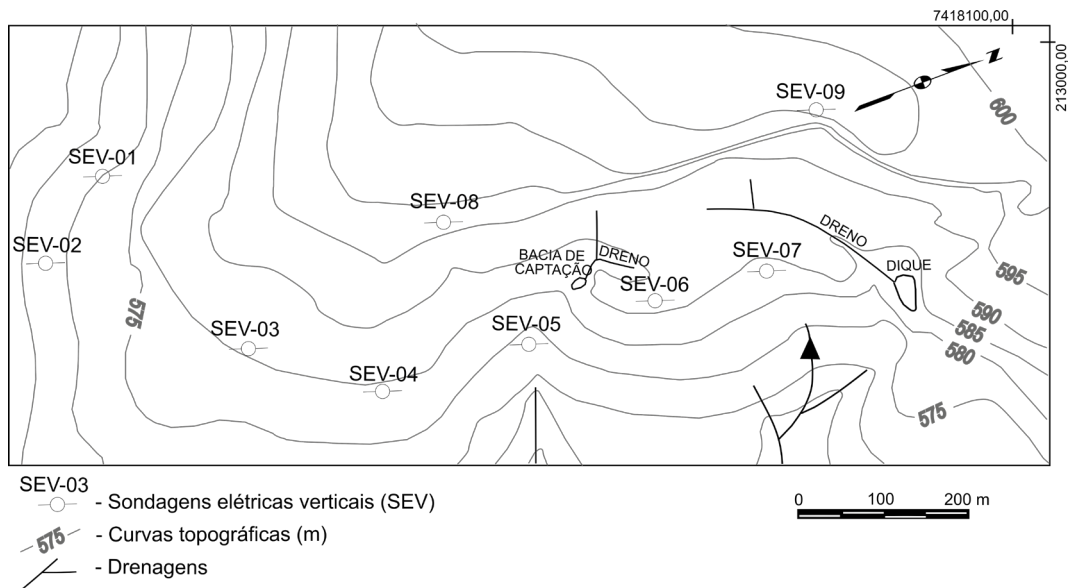 7418100,00
213000,00
N
SEV-09
600
SEV-01
SEV-08
SEV-02
DRENO
SEV-07
BACIA DE
CAPTAÇÃO
DRENO
DIQUE
595
SEV-06
575
590
SEV-03
SEV-05
585
580
SEV-04
575
SEV-03
- Sondagens elétricas verticais (SEV)
575
- Curvas topográficas (m)
- Drenagens
0 100 200 m